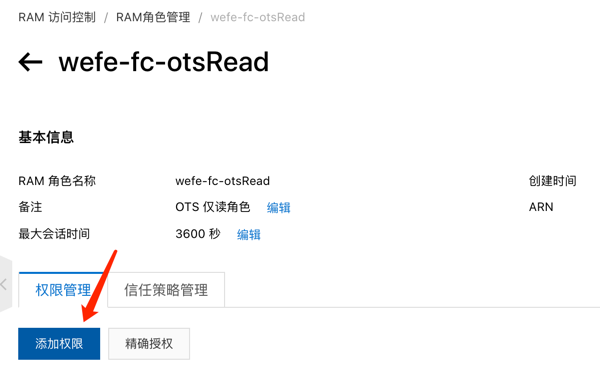 RAM 访问控制 / RAM角色管理 / wefe-fc-otsRead
← wefe-fc-otsRead
基本信息
RAM 角色名称 wefe-fc-otsRead 创建时间
备注 OTS 仅读角色 编辑 ARN
最大会话时间 3600 秒 编辑
权限管理 信任策略管理
添加权限 精确授权